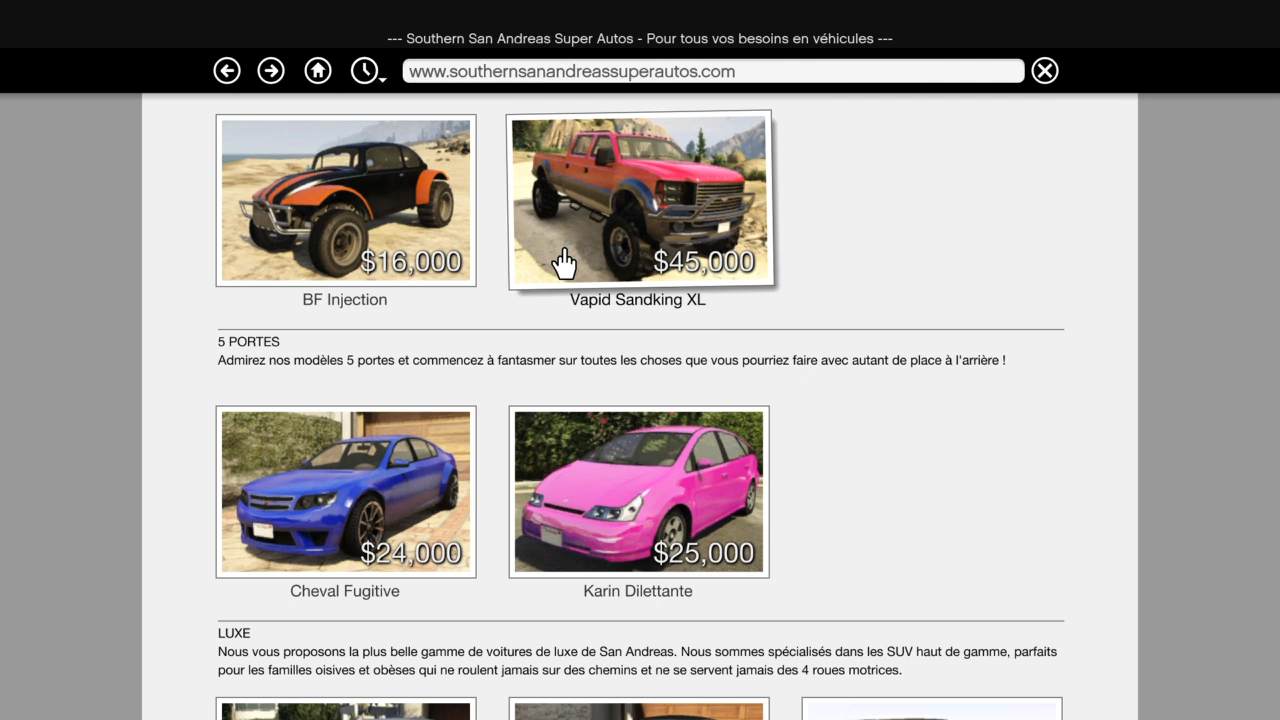 --- Southern San Andreas Super Autos - Pour tous vos besoins en véhicules ---
www.southernsanandreassuperautos.com
$16,000
$45,000
BF Injection
Vapid Sandking XL
5 PORTES
Admirez nos modèles 5 portes et commencez à fantasmer sur toutes les choses que vous pourriez faire avec autant de place à l'arrière !
$24,000
$25,000
Cheval Fugitive
Karin Dilettante
LUXE
Nous vous proposons la plus belle gamme de voitures de luxe de San Andreas. Nous sommes spécialisés dans les SUV haut de gamme, parfaits
pour les familles oisives et obèses qui ne roulent jamais sur des chemins et ne se servent jamais des 4 roues motrices.